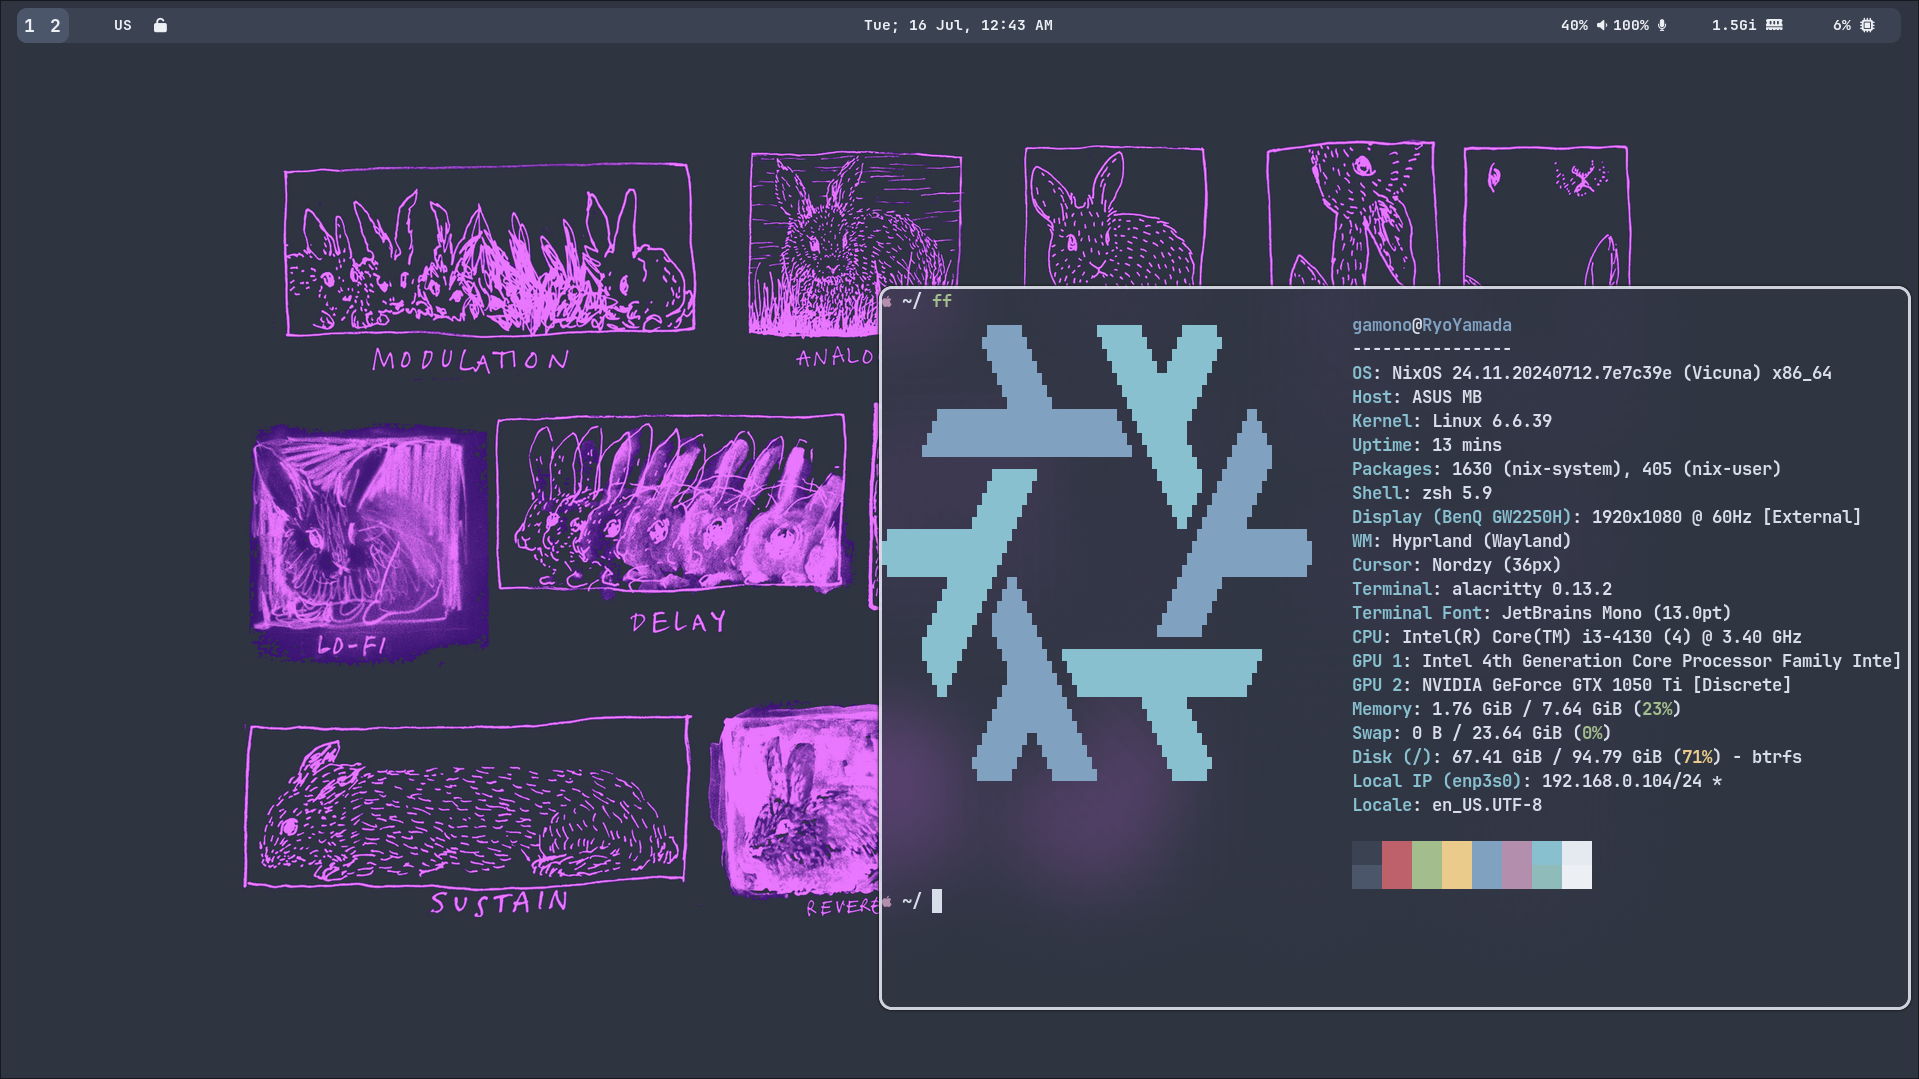 1 2 US Tue; 16 Jul, 12:43 AM 40% 100% 1.5Gi 6%
MODULATION
LO-FI
DELAY
SUSTAIN
~/ ff
gamono@RyoYamada
----------------
OS: NixOS 24.11.20240712.7e7c39e (Vicuna) x86_64
Host: ASUS MB
Kernel: Linux 6.6.39
Uptime: 13 mins
Packages: 1630 (nix-system), 405 (nix-user)
Shell: zsh 5.9
Display (BenQ GW2250H): 1920x1080 @ 60Hz [External]
WM: Hyprland (Wayland)
Cursor: Nordzy (36px)
Terminal: alacritty 0.13.2
Terminal Font: JetBrains Mono (13.0pt)
CPU: Intel(R) Core(TM) i3-4130 (4) @ 3.40 GHz
GPU 1: Intel 4th Generation Core Processor Family Inte]
GPU 2: NVIDIA GeForce GTX 1050 Ti [Discrete]
Memory: 1.76 GiB / 7.64 GiB (23%)
Swap: 0 B / 23.64 GiB (0%)
Disk (/): 67.41 GiB / 94.79 GiB (71%) - btrfs
Local IP (enp3s0): 192.168.0.104/24 *
Locale: en_US.UTF-8
~/